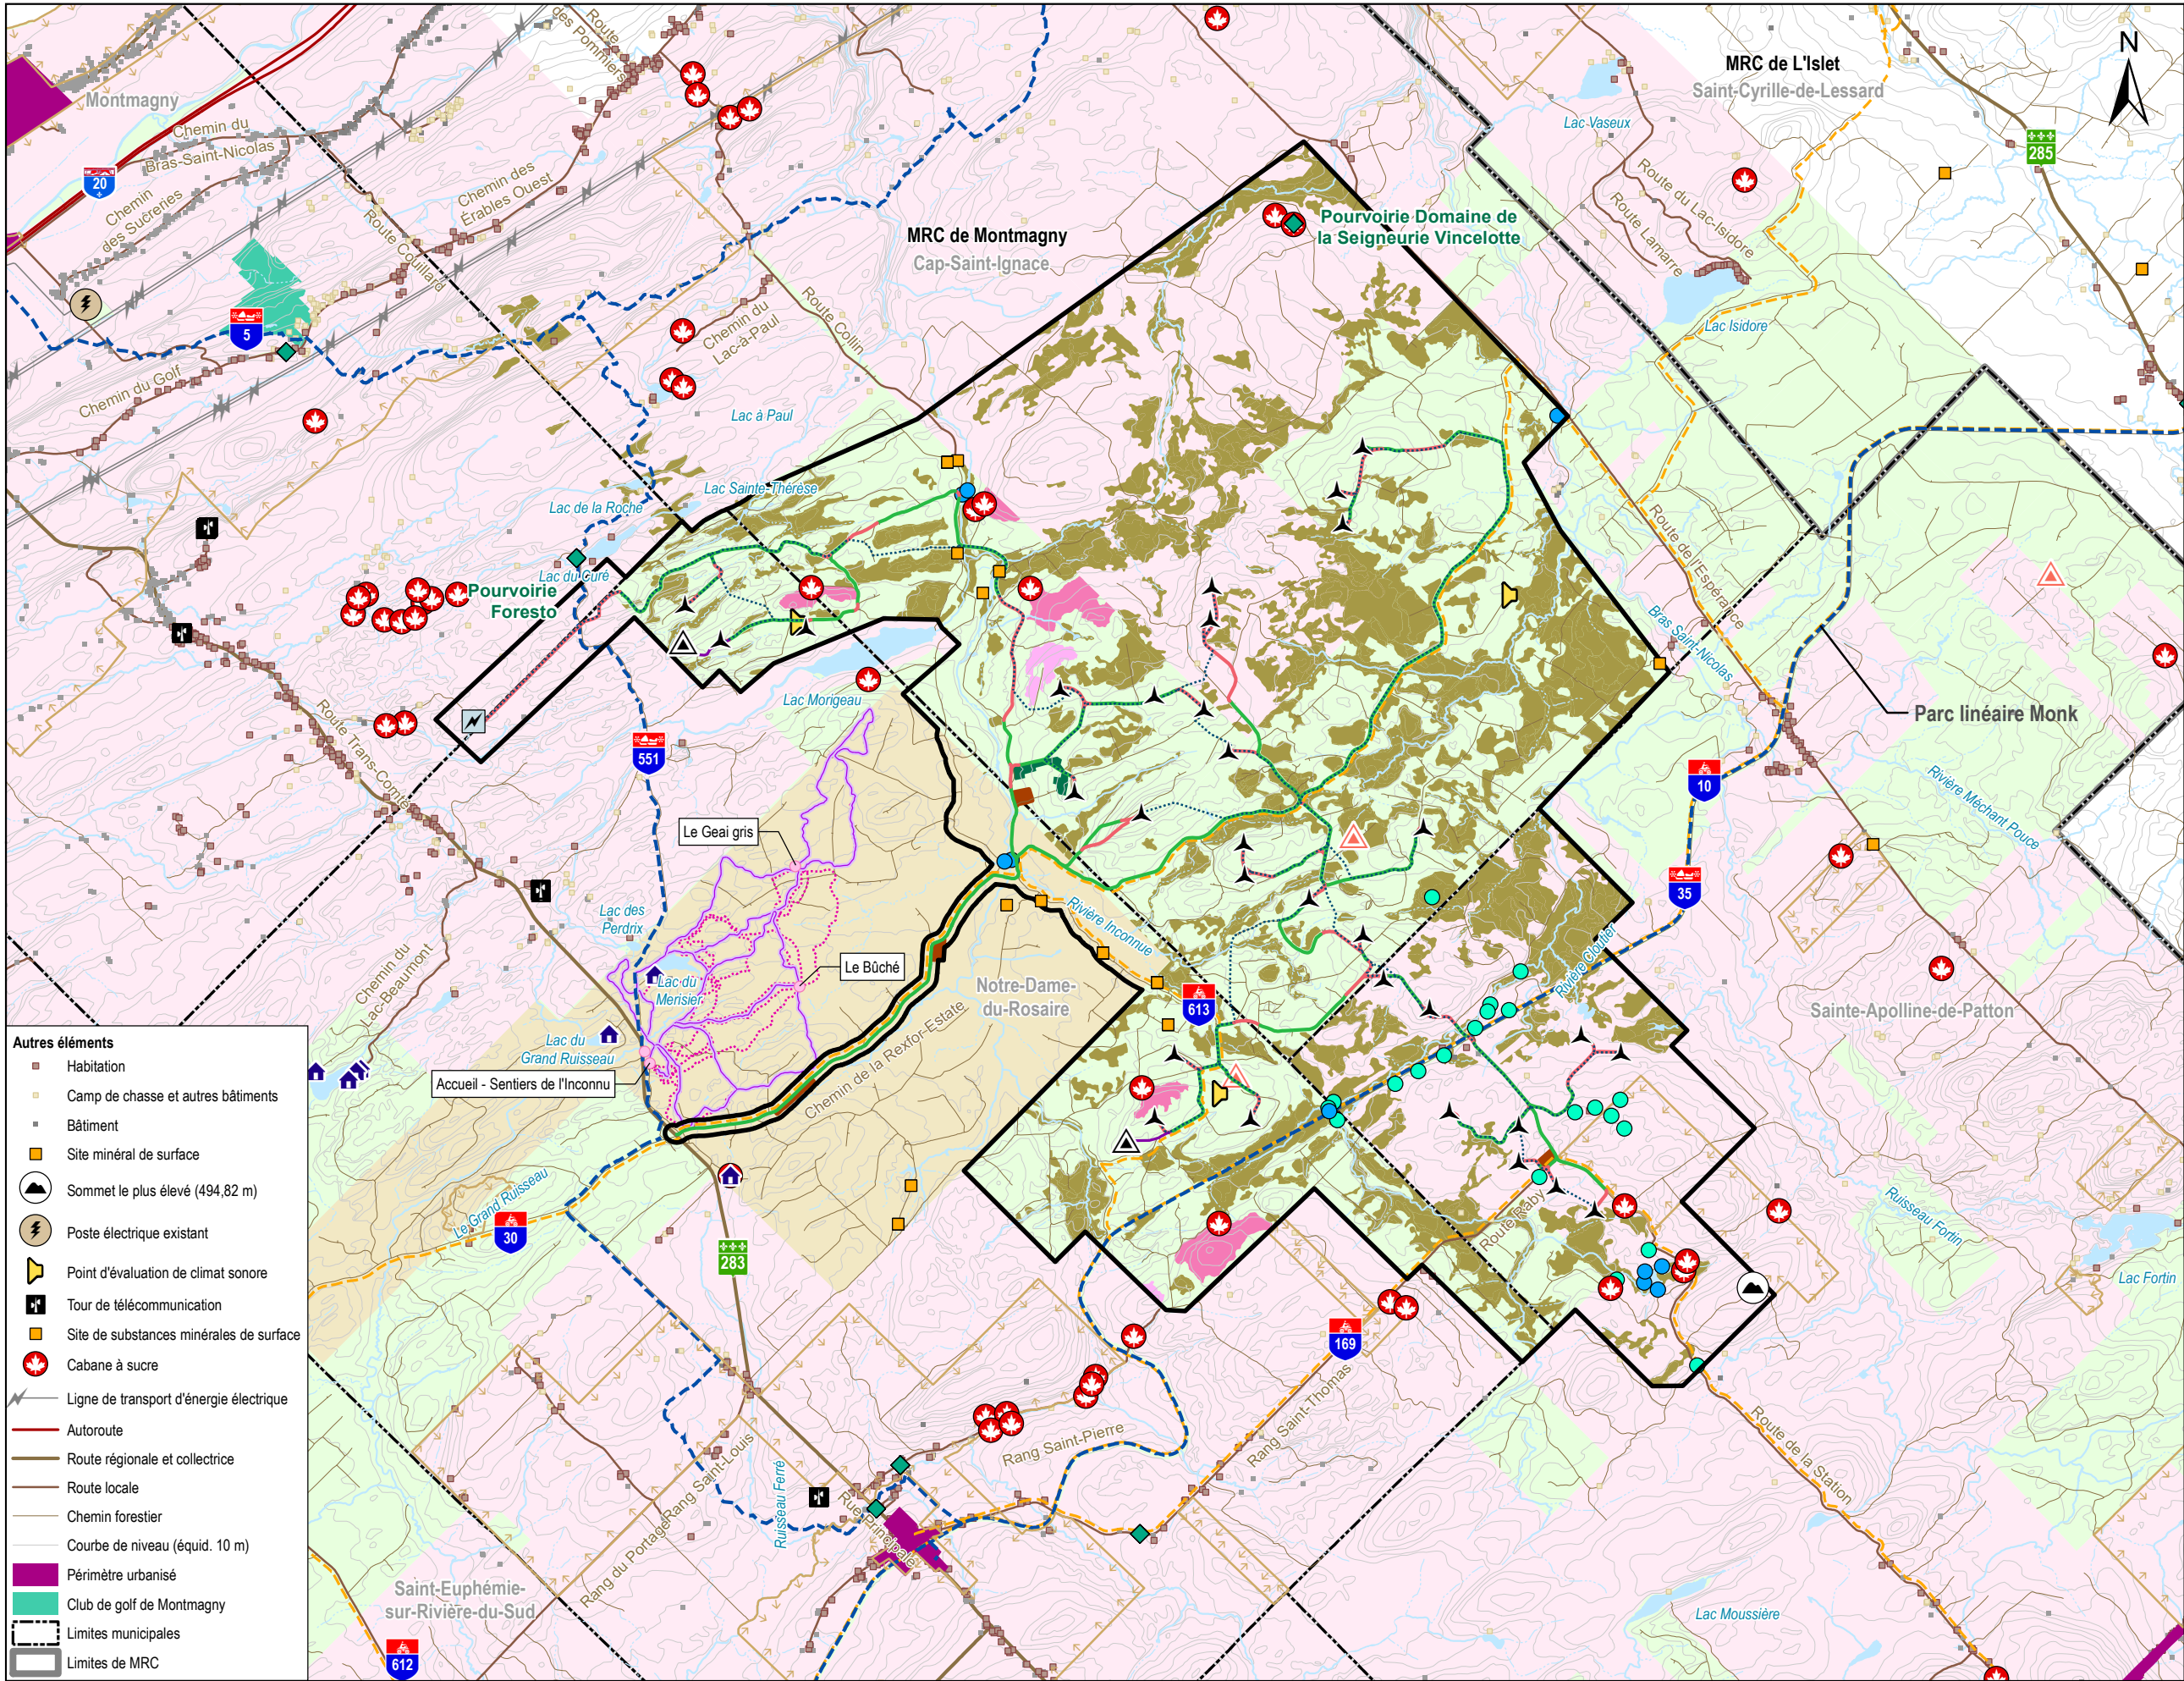 Route
des Pommiers
MRC de L'Islet
Saint-Cyrille-de-Lessard
N
Montmagny
Chemin du
Bras-Saint-Nicolas
Lac Vaseux
285
20
Chemin
des Sucreries
Chemin des
Érables Ouest
Route du Lac-Isidore
Route Lamarre
Route Couillard
MRC de Montmagny
Cap-Saint-Ignace
Pourvoirie Domaine de
la Seigneurie Vincelotte
5
Chemin du
Lac-à-Paul
Route Collin
Lac Isidore
Chemin du Golf
Lac à Paul
Lac Sainte-Thérèse
Lac de la Roche
Route de l'Espérance
Lac du Curé
Pourvoirie
Foresto
Bras Saint-Nicolas
Lac Morigeau
Parc linéaire Monk
Route Trans-Comté
551
10
Rivière Méchant Pouce
Le Geai gris
35
Lac des
Perdrix
Rivière Inconnue
Rivière Cloutier
Chemin du
Lac-Beaumont
Le Bûché
Lac du
Merisier
Notre-Dame-
du-Rosaire
613
Sainte-Apolline-de-Patton
Lac du
Grand Ruisseau
Accueil - Sentiers de l'Inconnu
Chemin de la Rexfor-Estate
Le Grand Ruisseau
30
283
Route Raby
Ruisseau Fortin
Lac Fortin
169
Rang Saint-Thomas
Rang Saint-Pierre
Route de la Station
Rang Saint-Louis
Rang du Portage
Ruisseau Ferré
Rue Principale
Saint-Euphémie-
sur-Rivière-du-Sud
Lac Moussière
612
Autres éléments
Habitation
Camp de chasse et autres bâtiments
Bâtiment
Site minéral de surface
Sommet le plus élevé (494,82 m)
Poste électrique existant
Point d'évaluation de climat sonore
Tour de télécommunication
Site de substances minérales de surface
Cabane à sucre
Ligne de transport d'énergie électrique
Autoroute
Route régionale et collectrice
Route locale
Chemin forestier
Courbe de niveau (équid. 10 m)
Périmètre urbanisé
Club de golf de Montmagny
Limites municipales
Limites de MRC